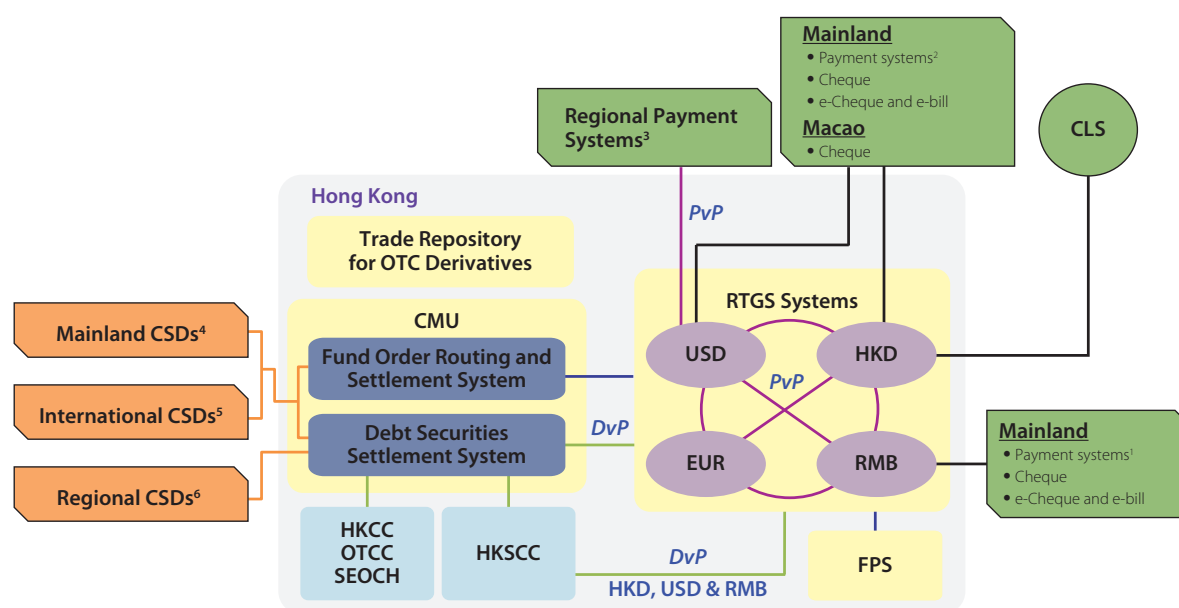 Mainland
• Payment systems²
• Cheque
• e-Cheque and e-bill
Macao
• Cheque
Regional Payment
Systems³
CLS
Hong Kong
PvP
Trade Repository
for OTC Derivatives
RTGS Systems
Mainland CSDs⁴
CMU
Fund Order Routing and
Settlement System
USD
HKD
PvP
International CSDs⁵
Debt Securities
Settlement System
DvP
EUR
RMB
Mainland
• Payment systems¹
• Cheque
• e-Cheque and e-bill
Regional CSDs⁶
HKCC
OTCC
SEOCH
HKSCC
DvP
HKD, USD & RMB
FPS